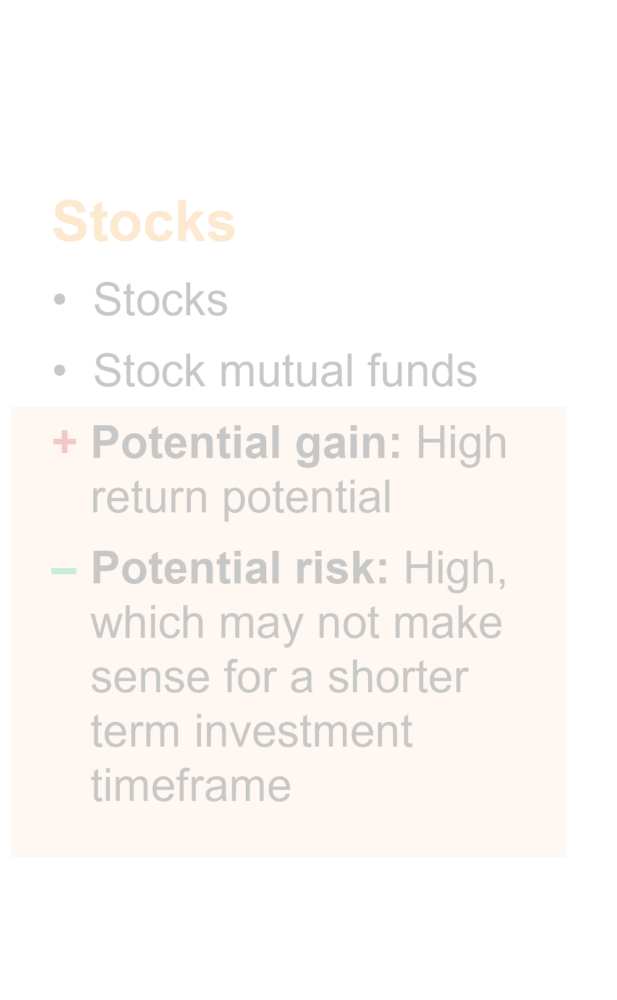 Stocks
• Stocks
• Stock mutual funds
+ Potential gain: High
return potential
– Potential risk: High,
which may not make
sense for a shorter
term investment
timeframe